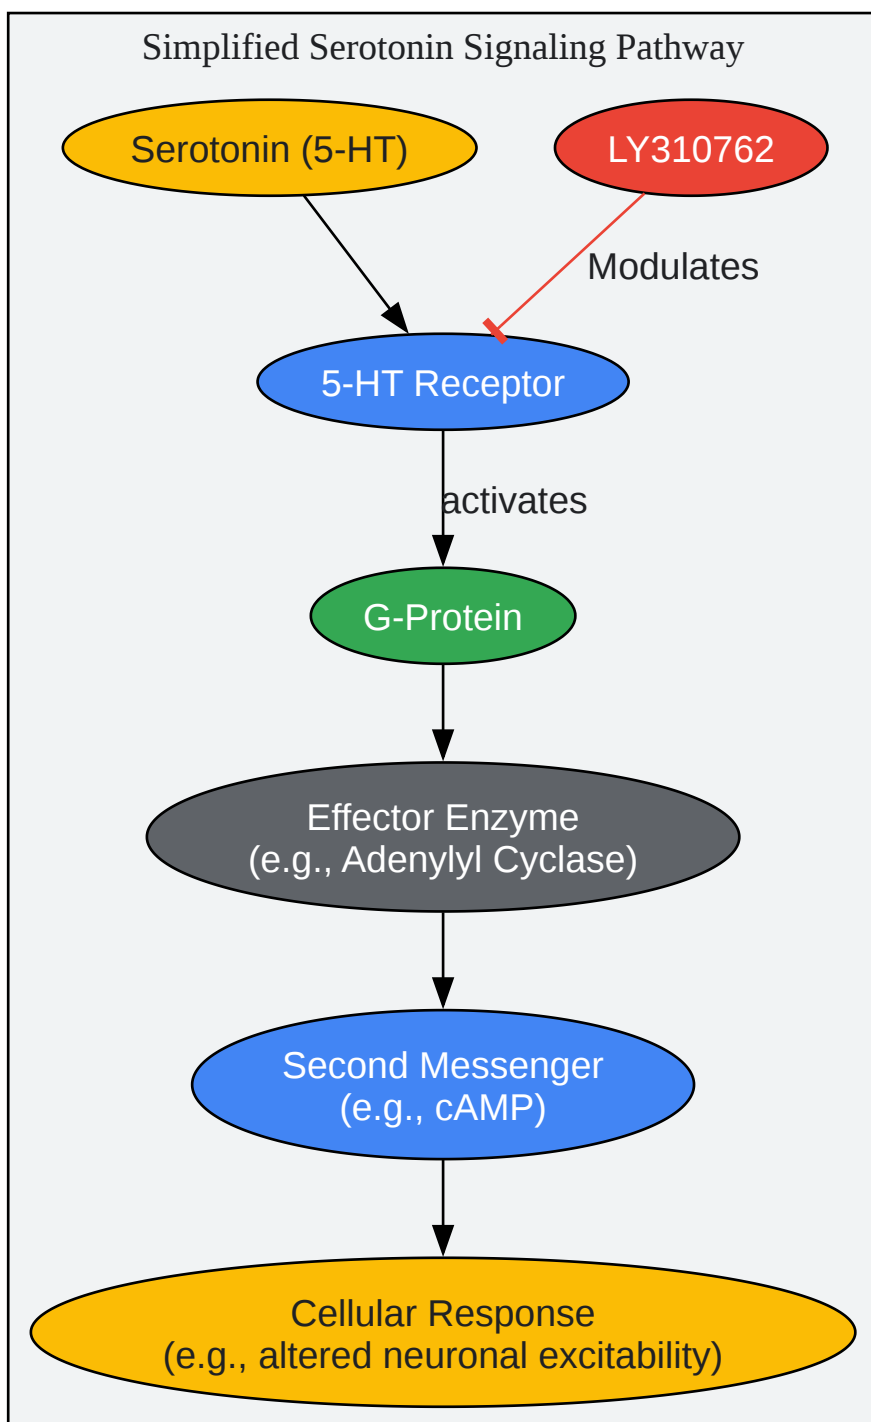 Simplified Serotonin Signaling Pathway
Serotonin (5-HT)
LY310762
Modulates
5-HT Receptor
activates
G-Protein
Effector Enzyme
(e.g., Adenylyl Cyclase)
Second Messenger
(e.g., cAMP)
Cellular Response
(e.g., altered neuronal excitability)